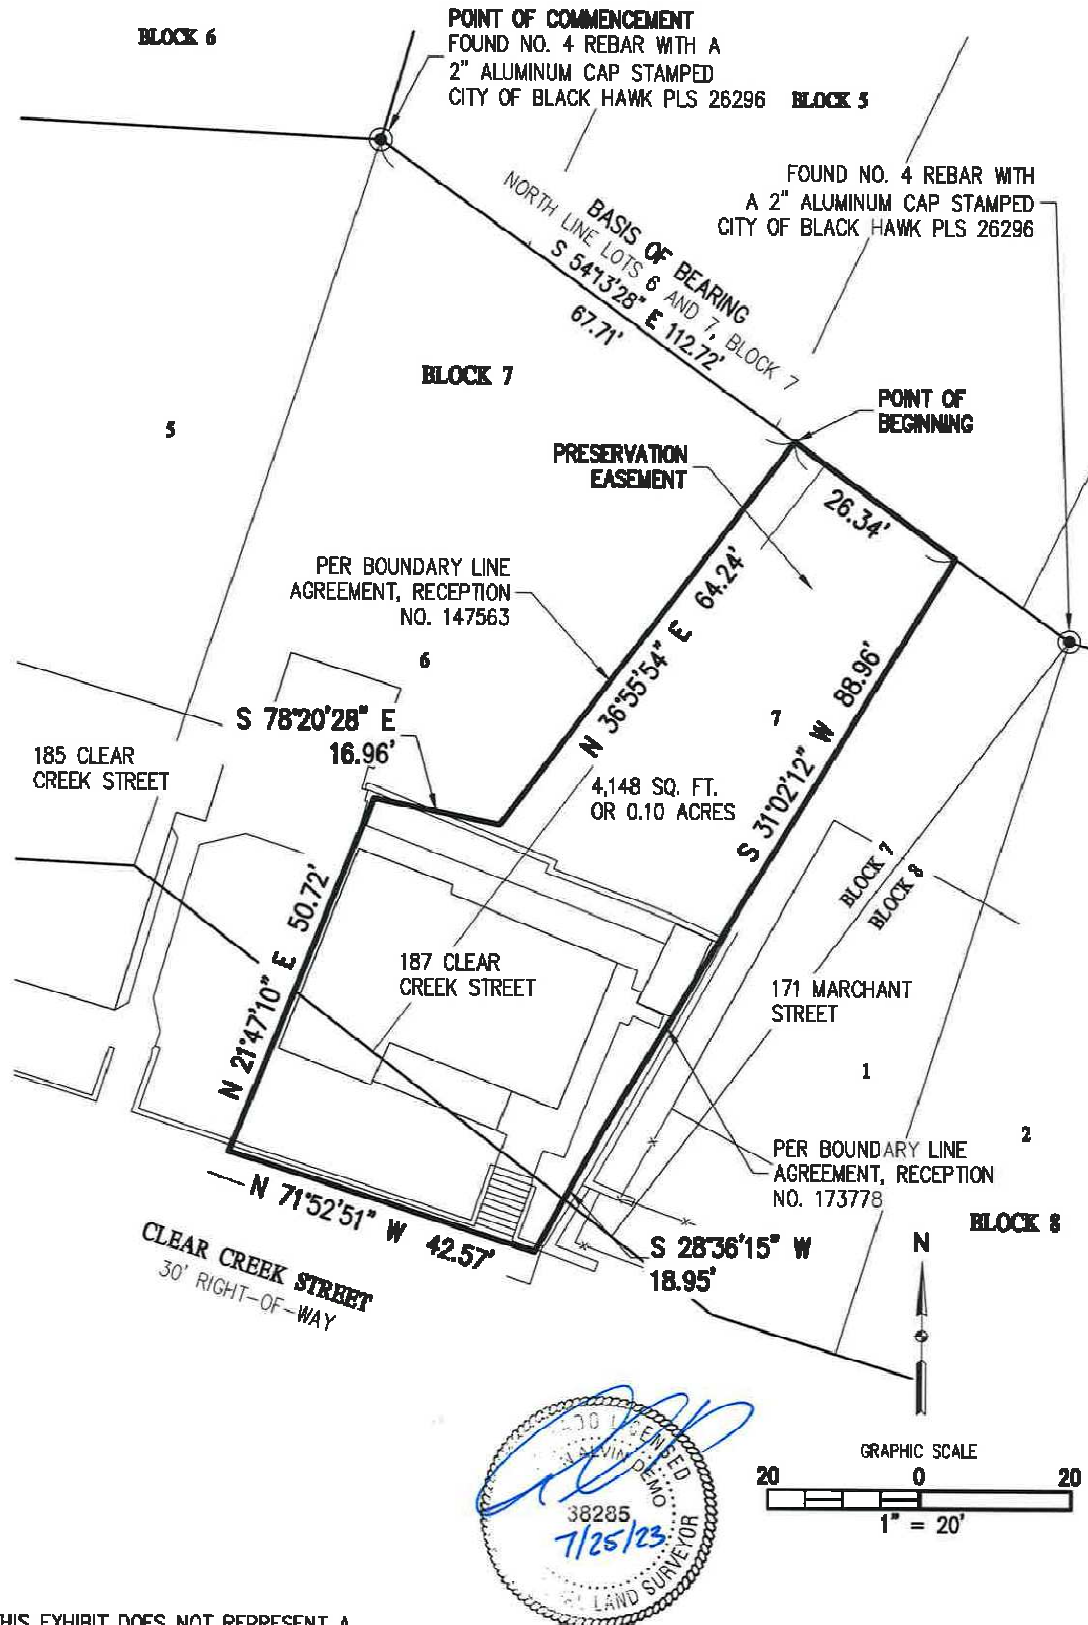 BLOCK 6
POINT OF COMMENCEMENT
FOUND NO. 4 REBAR WITH A
2" ALUMINUM CAP STAMPED
CITY OF BLACK HAWK PLS 26296
BLOCK 5
FOUND NO. 4 REBAR WITH
A 2" ALUMINUM CAP STAMPED
CITY OF BLACK HAWK PLS 26296
BASIS OF BEARING
NORTH LINE LOTS 6 AND 7, BLOCK 7
S 54°13'28" E 112.72'
67.71'
BLOCK 7
5
POINT OF
BEGINNING
PRESERVATION
EASEMENT
26.34'
PER BOUNDARY LINE
AGREEMENT, RECEPTION
NO. 147563
N 36°55'54" E 64.24'
6
S 78°20'28" E
16.96'
7
S 31°02'12" W 88.96'
185 CLEAR
CREEK STREET
4,148 SQ. FT.
OR 0.10 ACRES
BLOCK 7
BLOCK 8
N 21°47'10" E 50.72'
187 CLEAR
CREEK STREET
171 MARCHANT
STREET
1
2
PER BOUNDARY LINE
AGREEMENT, RECEPTION
NO. 173778
BLOCK 8
N 71°52'51" W 42.57'
S 28°36'15" W
18.95'
CLEAR CREEK STREET
30' RIGHT-OF-WAY
N
GRAPHIC SCALE
20 0 20
1" = 20'
LICENSED
ALVIN DEMO
38285
7/25/23
LAND SURVEYOR
THIS EXHIBIT DOES NOT REPRESENT A